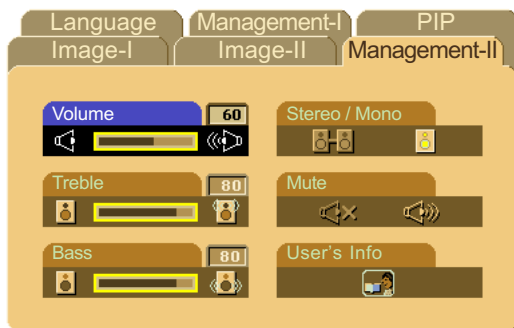 Language Management-I PIP
Image-I Image-II Management-II
Volume 60 Stereo / Mono
Treble 80 Mute
Bass 80 User's Info